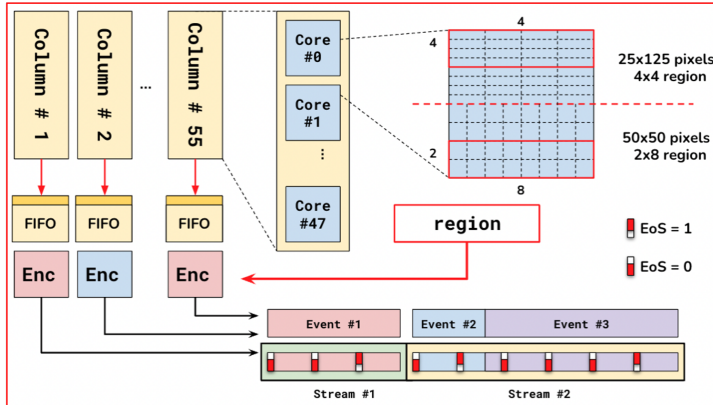 Column # 1
Column # 2
...
Column # 55
Core
#0
Core
#1
...
Core
#47
4
4
2
8
25x125 pixels
4x4 region
50x50 pixels
2x8 region
FIFO
FIFO
FIFO
region
EoS = 1
EoS = 0
Enc
Enc
Enc
Event #1
Event #2
Event #3
Stream #1
Stream #2